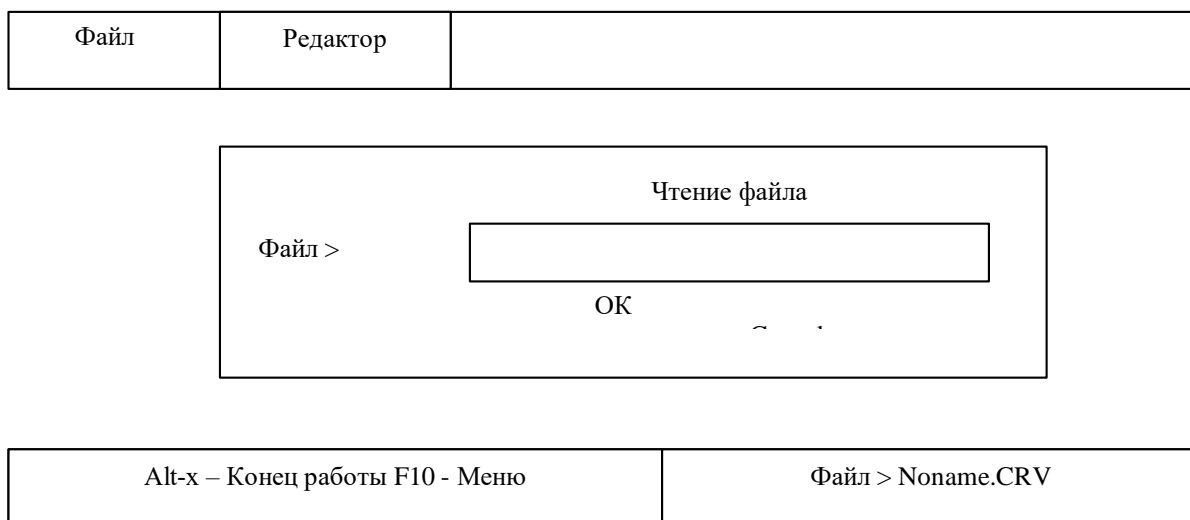 Файл Редактор
Чтение файла
Файл >
ОК
Alt-x – Конец работы F10 - Меню Файл > Noname.CRV